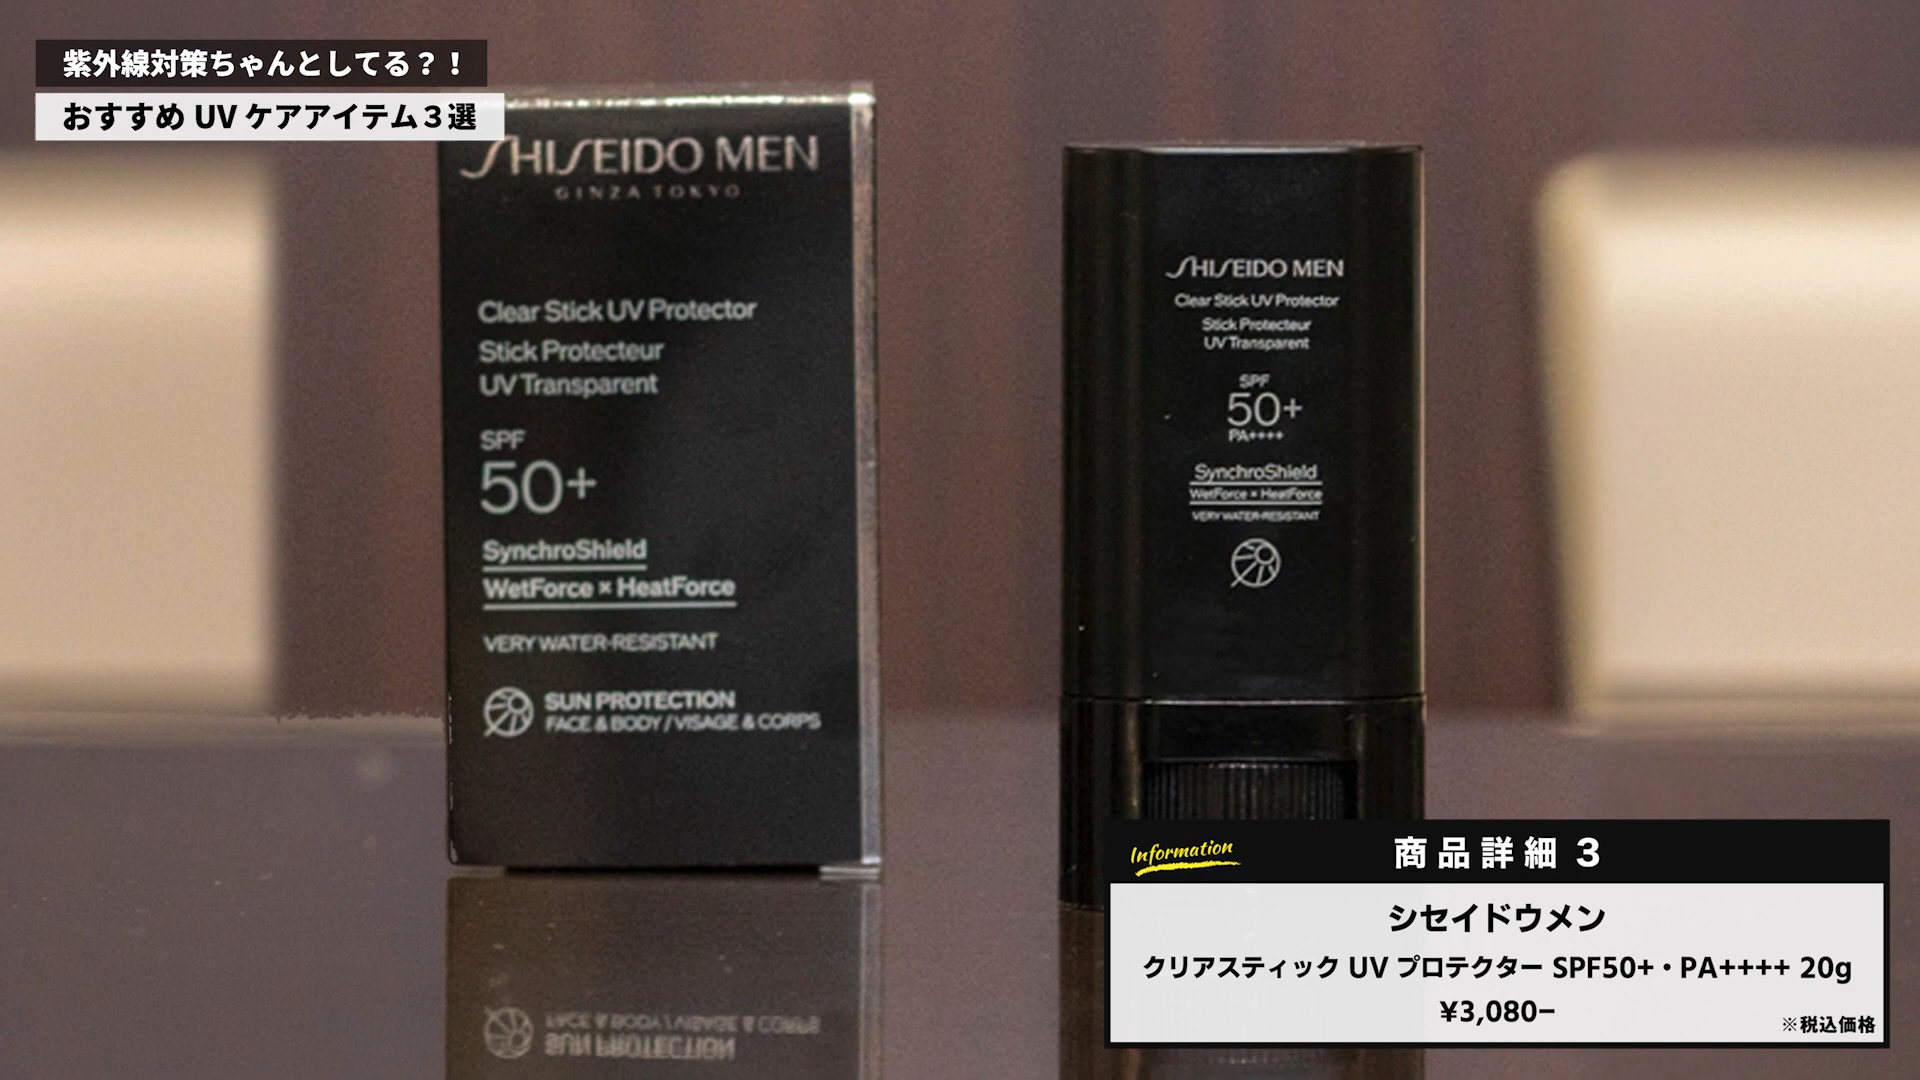 紫外線対策ちゃんとしてる？！
おすすめ UV ケアアイテム３選
SHISEIDO MEN
GINZA TOKYO
Clear Stick UV Protector
Stick Protecteur
UV Transparent
SPF
50+
SynchroShield
WetForce × HeatForce
VERY WATER-RESISTANT
SUN PROTECTION
FACE & BODY / VISAGE & CORPS
SHISEIDO MEN
Clear Stick UV Protector
Stick Protecteur
UV Transparent
SPF
50+
PA++++
SynchroShield
WetForce × HeatForce
VERY WATER-RESISTANT
Information
商品詳細 3
シセイドウメン
クリアスティック UV プロテクター SPF50+・PA++++ 20g
¥3,080−
※税込価格